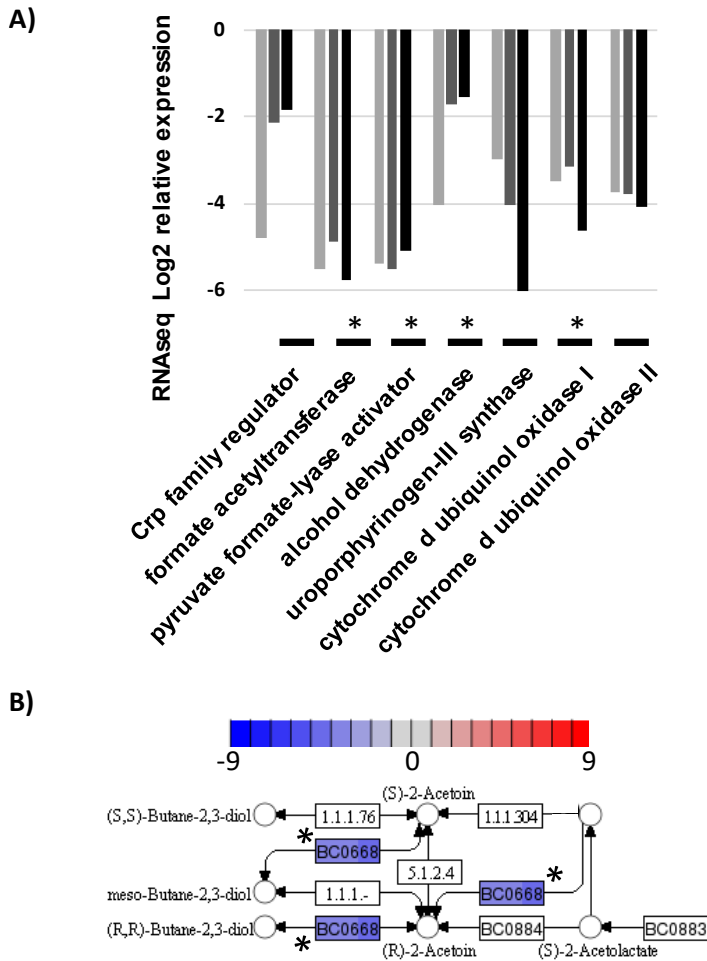 A)
RNAseq Log2 relative expression
0
-2
-4
-6
* * * *
Crp family regulator
formate acetyltransferase
pyruvate formate-lyase activator
alcohol dehydrogenase
uroporphyrinogen-III synthase
cytochrome d ubiquinol oxidase I
cytochrome d ubiquinol oxidase II
B)
-9 0 9
(S)-2-Acetoin
(S,S)-Butane-2,3-diol 1.1.1.76 1.1.1.304
* BC0668
5.1.2.4 BC0668 *
meso-Butane-2,3-diol 1.1.1.-
(R,R)-Butane-2,3-diol BC0668 BC0884 BC0883
* (R)-2-Acetoin (S)-2-Acetolactate